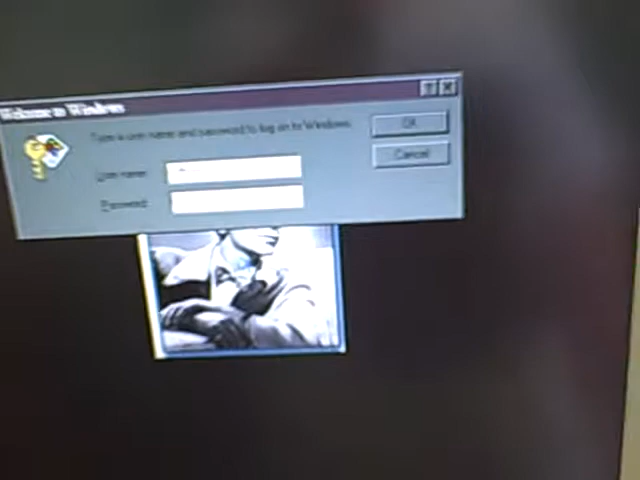 Welcome to Windows
Type a user name and password to log on to Windows.
OK
Cancel
User name:
Password: